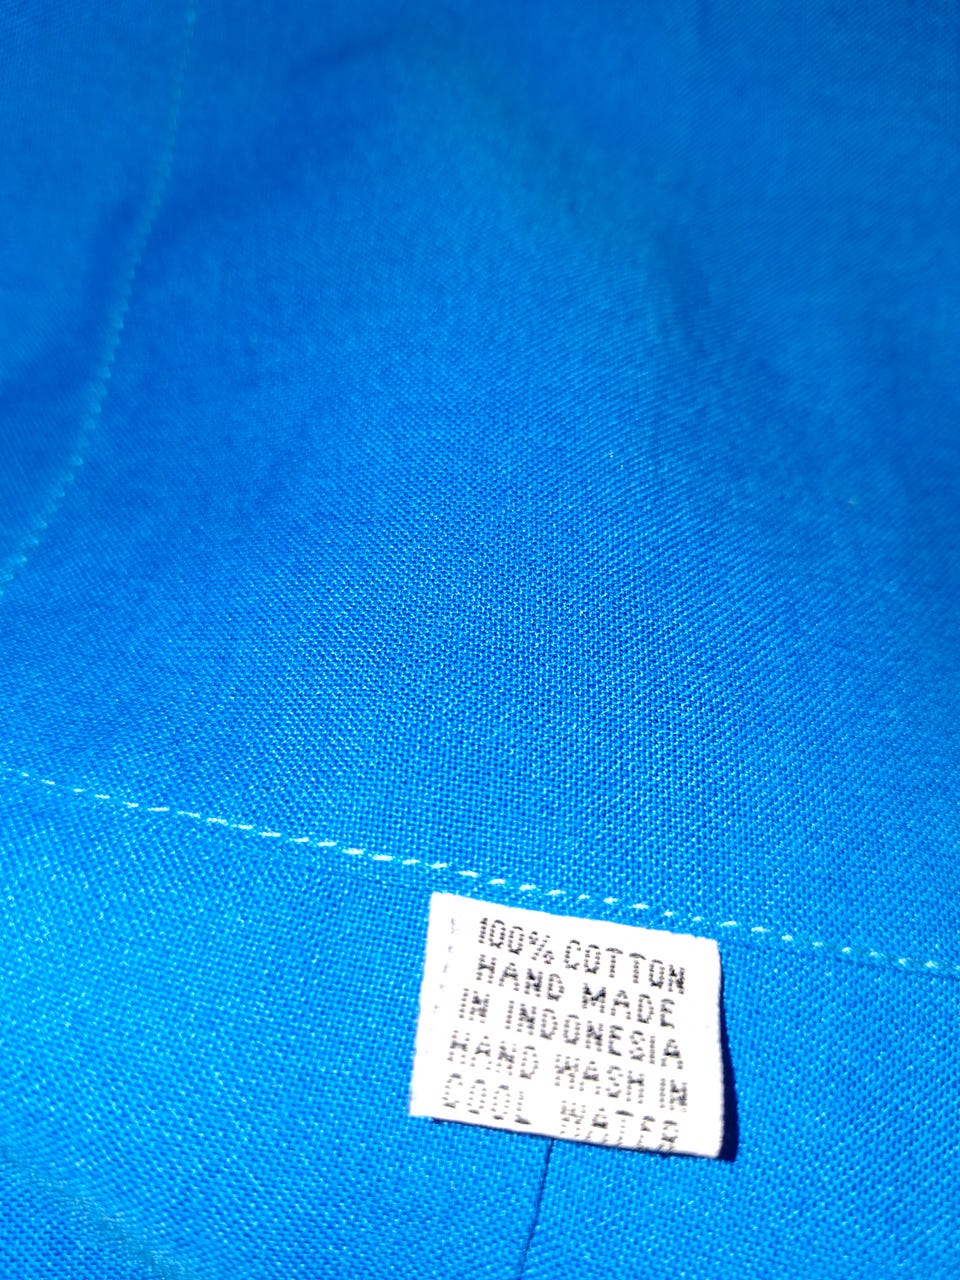 100% COTTON
HAND MADE
IN INDONESIA
HAND WASH IN
COOL WATER